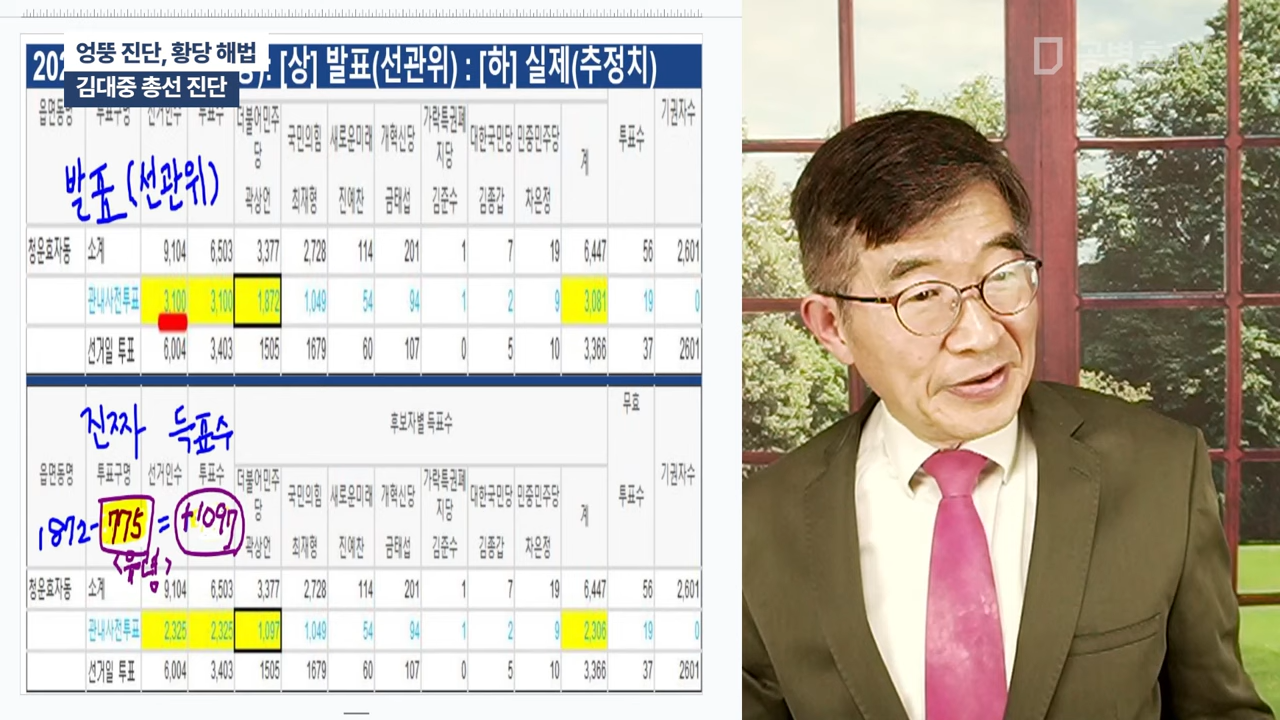 엉뚱 진단, 황당 해법
김대중 총선 진단
[상] 발표(선관위) : [하] 실제(추정치)
읍면동명 투표구명 선거인수 투표수 더불어민주당 곽상언 국민의힘 최재형 새로운미래 진예찬 개혁신당 금태섭 가락특권폐지당 김준수 대한국민당 김종갑 민중민주당 차은정 계 투표수 기권자수
발표 (선관위)
청운효자동 소계 9,104 6,503 3,377 2,728 114 201 1 7 19 6,447 56 2,601
관내사전투표 3,100 3,100 1,872 1,049 54 94 1 2 9 3,081 19 0
선거일 투표 6,004 3,403 1505 1679 60 107 0 5 10 3,366 37 2601
진짜 득표수
후보자별 득표수
무효
읍면동명 투표구명 선거인수 투표수 더불어민주당 곽상언 국민의힘 최재형 새로운미래 진예찬 개혁신당 금태섭 가락특권폐지당 김준수 대한국민당 김종갑 민중민주당 차은정 계 투표수 기권자수
1872-775=+1097
<유령>
청운효자동 소계 9,104 6,503 3,377 2,728 114 201 1 7 19 6,447 56 2,601
관내사전투표 2,325 2,325 1,097 1,049 54 94 1 2 9 2,306 19 0
선거일 투표 6,004 3,403 1505 1679 60 107 0 5 10 3,366 37 2601